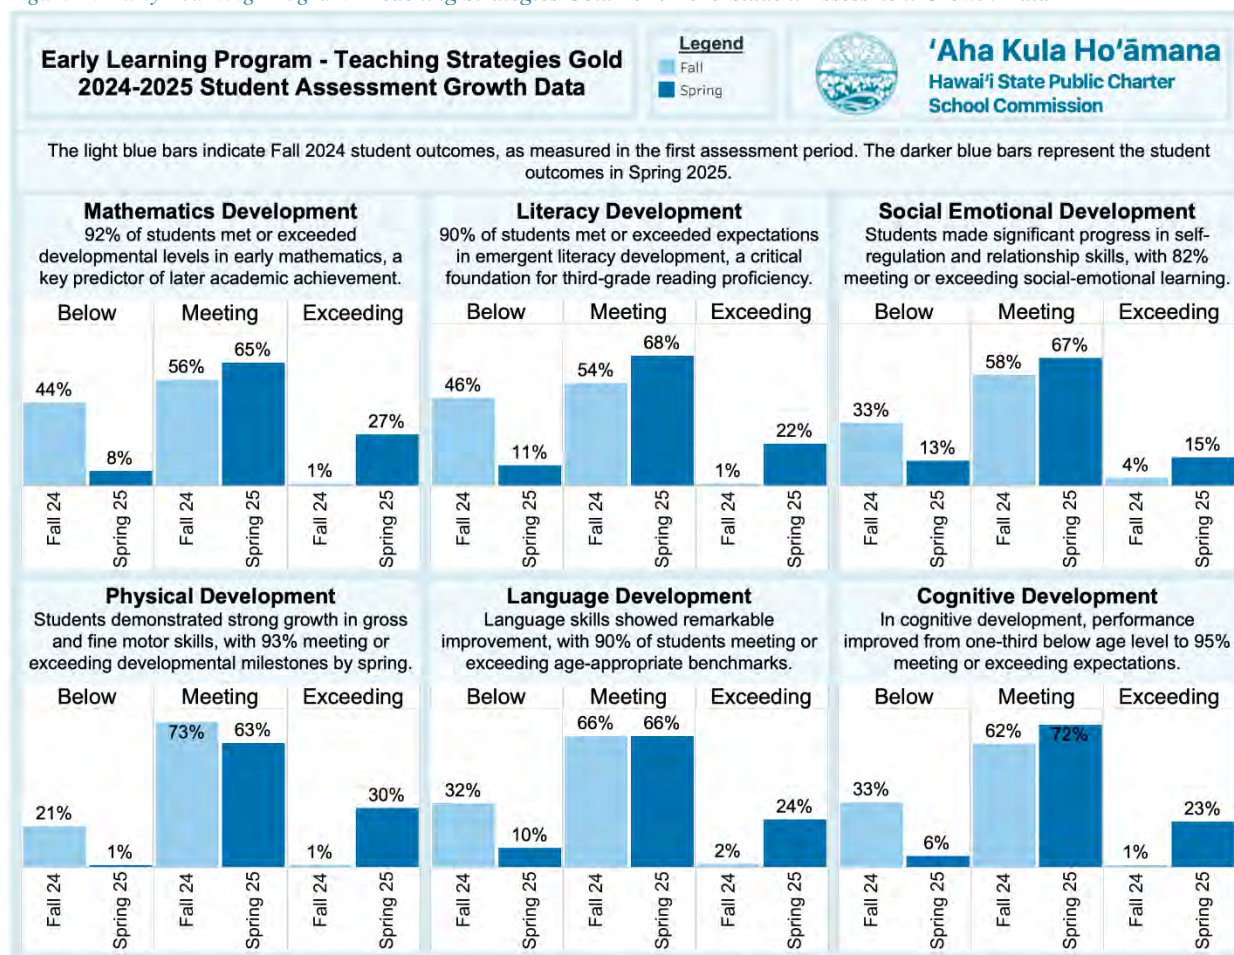 Early Learning Program - Teaching Strategies Gold
2024-2025 Student Assessment Growth Data
Legend
Fall
Spring
ʻAha Kula Hoʻāmana
Hawaiʻi State Public Charter
School Commission
The light blue bars indicate Fall 2024 student outcomes, as measured in the first assessment period. The darker blue bars represent the student
outcomes in Spring 2025.
Mathematics Development
92% of students met or exceeded
developmental levels in early mathematics, a
key predictor of later academic achievement.
Below Meeting Exceeding
44%
8%
56%
65%
1%
27%
Fall 24
Spring 25
Fall 24
Spring 25
Fall 24
Spring 25
Literacy Development
90% of students met or exceeded expectations
in emergent literacy development, a critical
foundation for third-grade reading proficiency.
Below Meeting Exceeding
46%
11%
54%
68%
1%
22%
Fall 24
Spring 25
Fall 24
Spring 25
Fall 24
Spring 25
Social Emotional Development
Students made significant progress in self-
regulation and relationship skills, with 82%
meeting or exceeding social-emotional learning.
Below Meeting Exceeding
33%
13%
58%
67%
4%
15%
Fall 24
Spring 25
Fall 24
Spring 25
Fall 24
Spring 25
Physical Development
Students demonstrated strong growth in gross
and fine motor skills, with 93% meeting or
exceeding developmental milestones by spring.
Below Meeting Exceeding
21%
1%
73%
63%
1%
30%
Fall 24
Spring 25
Fall 24
Spring 25
Fall 24
Spring 25
Language Development
Language skills showed remarkable
improvement, with 90% of students meeting or
exceeding age-appropriate benchmarks.
Below Meeting Exceeding
32%
10%
66%
66%
2%
24%
Fall 24
Spring 25
Fall 24
Spring 25
Fall 24
Spring 25
Cognitive Development
In cognitive development, performance
improved from one-third below age level to 95%
meeting or exceeding expectations.
Below Meeting Exceeding
33%
6%
62%
72%
1%
23%
Fall 24
Spring 25
Fall 24
Spring 25
Fall 24
Spring 25